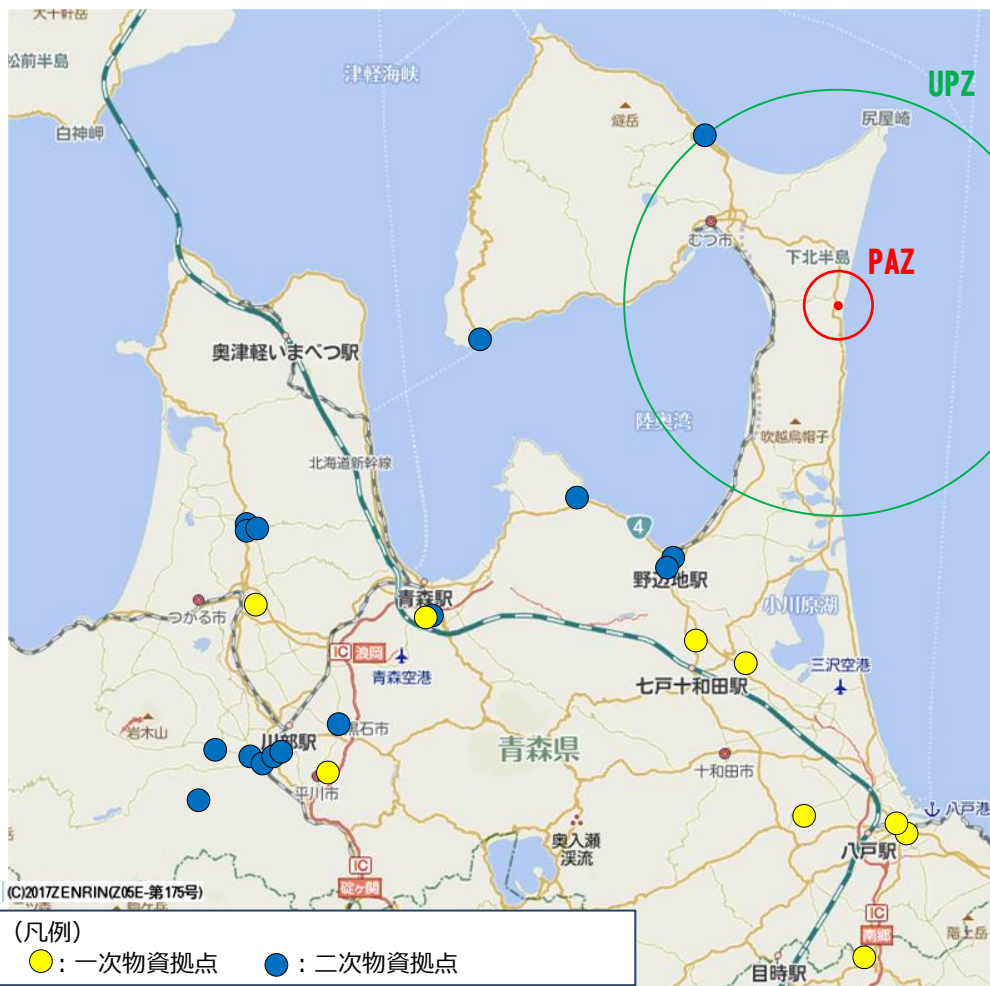 大千軒岳
松前半島
津軽海峡
UPZ
燧岳
尻屋崎
白神岬
むつ市
下北半島
PAZ
奥津軽いまべつ駅
陸奥湾
吹越烏帽子
北海道新幹線
4
野辺地駅
青森駅
つがる市
小川原湖
IC 浪岡
青森空港
三沢空港
七戸十和田駅
岩木山
黒石市
川部駅
青森県
十和田市
平川市
八戸港
奥入瀬
渓流
八戸駅
IC
碇ヶ関
(C)2017ZENRIN(Z05E-第175号)
IC
南郷
階上岳
目時駅
(凡例)
：一次物資拠点
：二次物資拠点